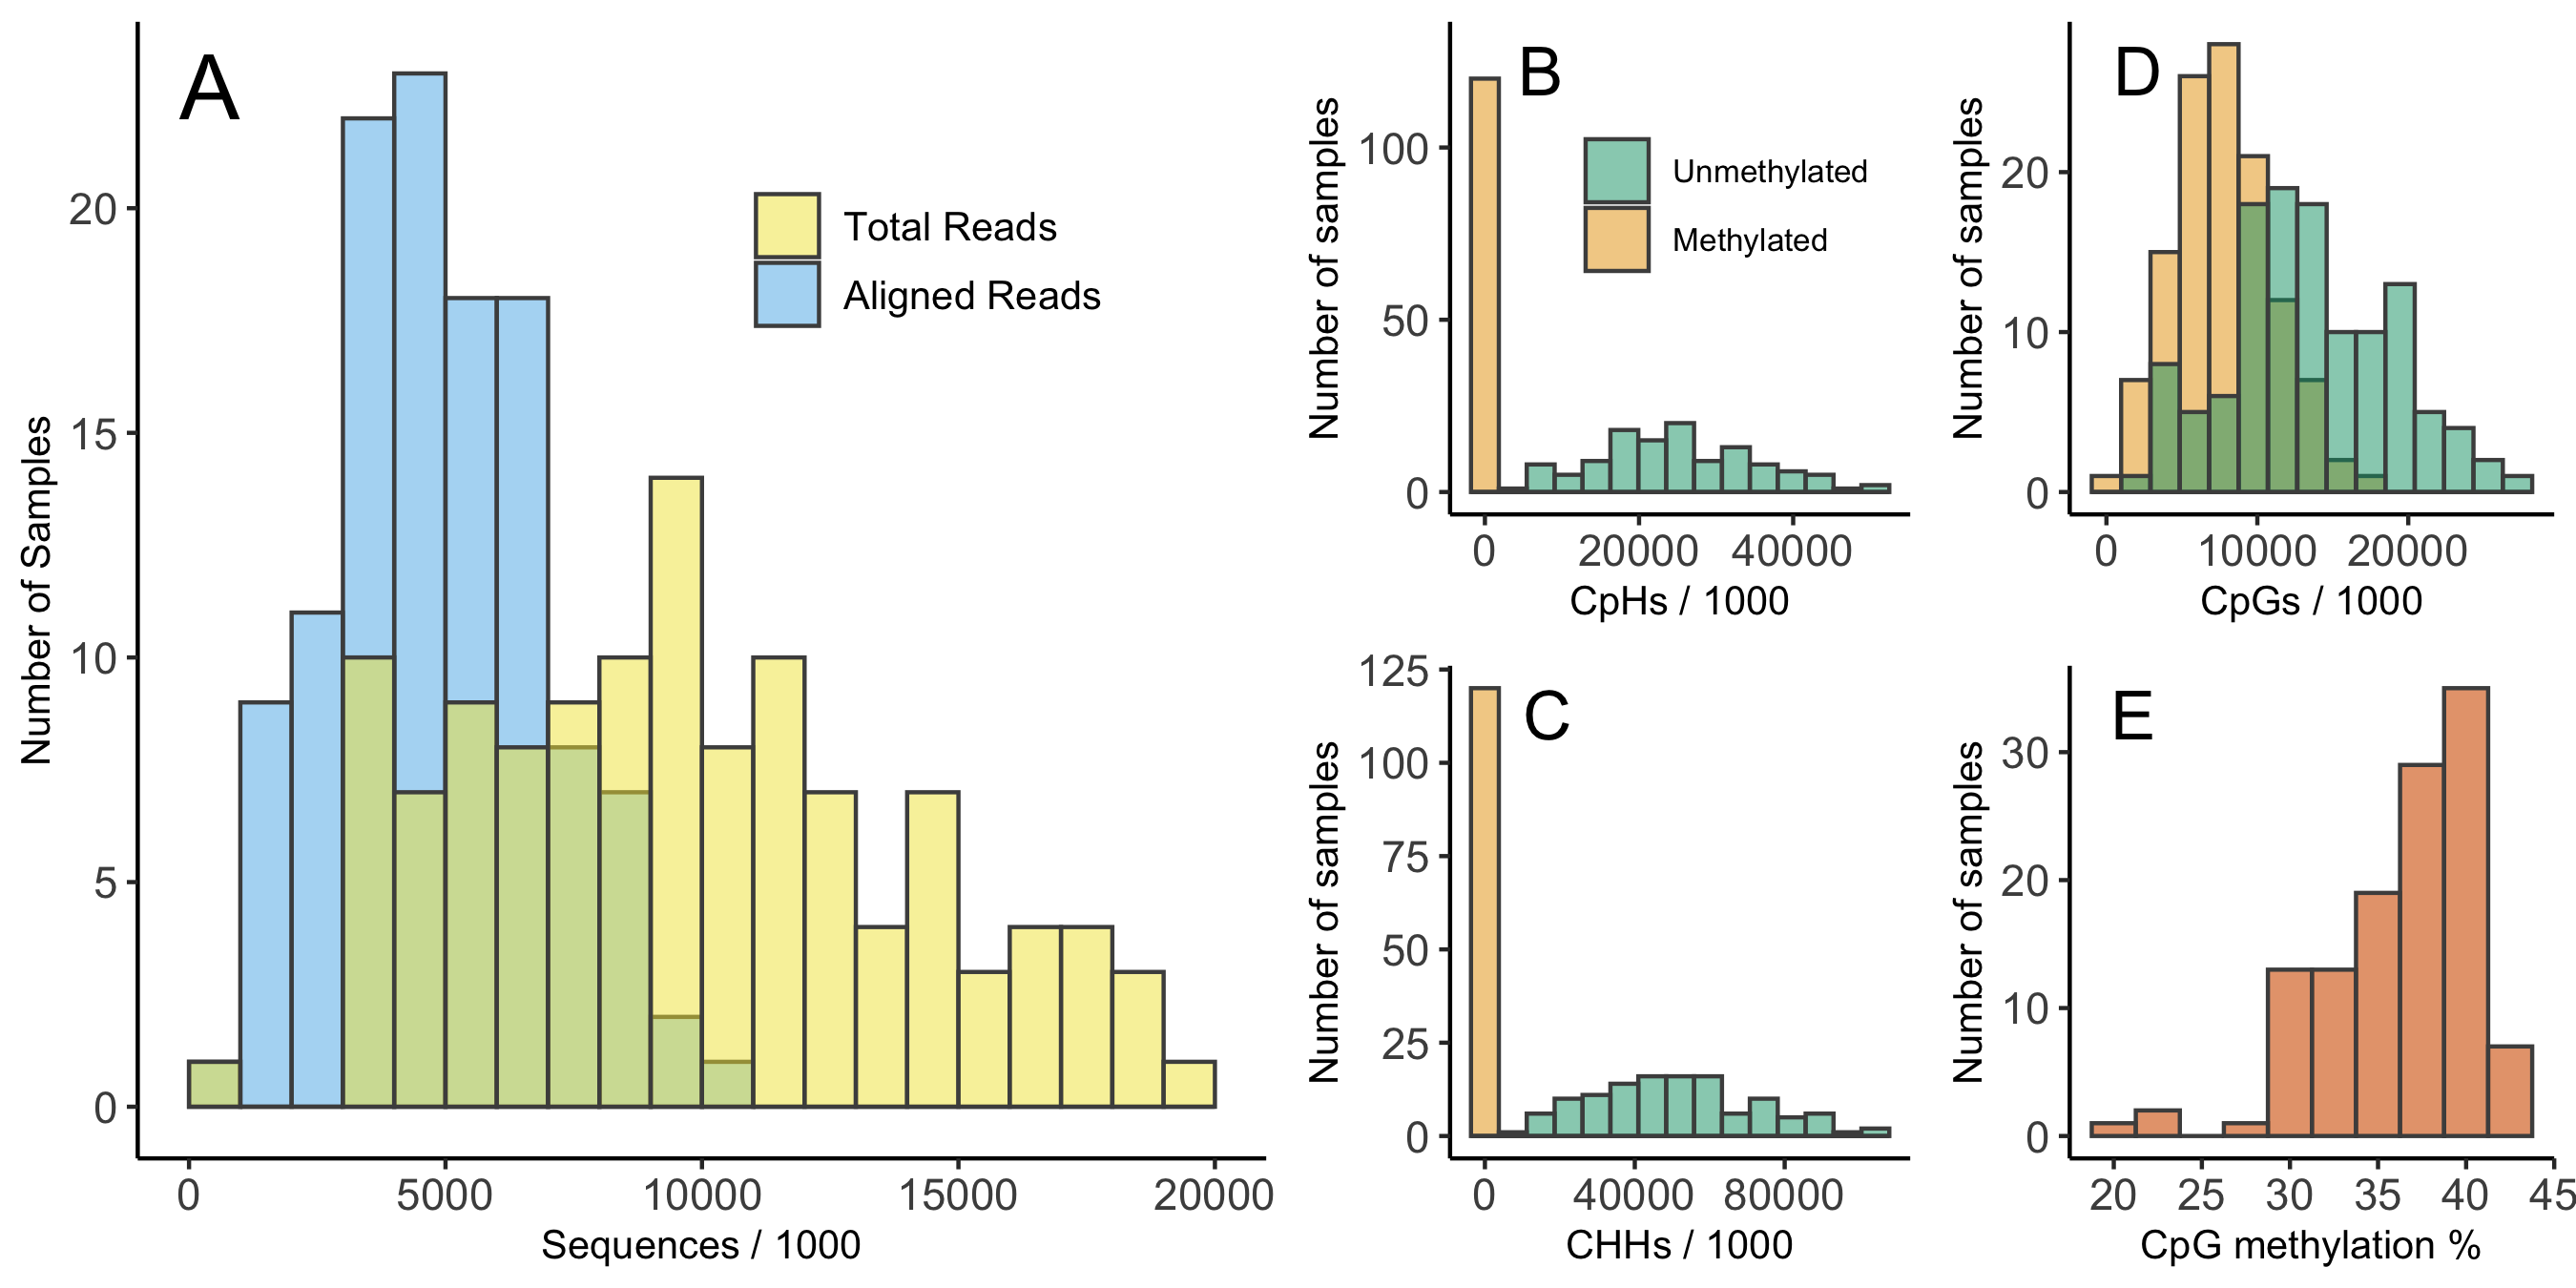 A
Number of Samples
20
15
10
5
0
Total Reads
Aligned Reads
0 5000 10000 15000 20000
Sequences / 1000
B
Number of samples
100
50
0
Unmethylated
Methylated
0 20000 40000
CpHs / 1000
D
Number of samples
20
10
0
0 10000 20000
CpGs / 1000
C
Number of samples
125
100
75
50
25
0
0 40000 80000
CHHs / 1000
E
Number of samples
30
20
10
0
20 25 30 35 40 45
CpG methylation %